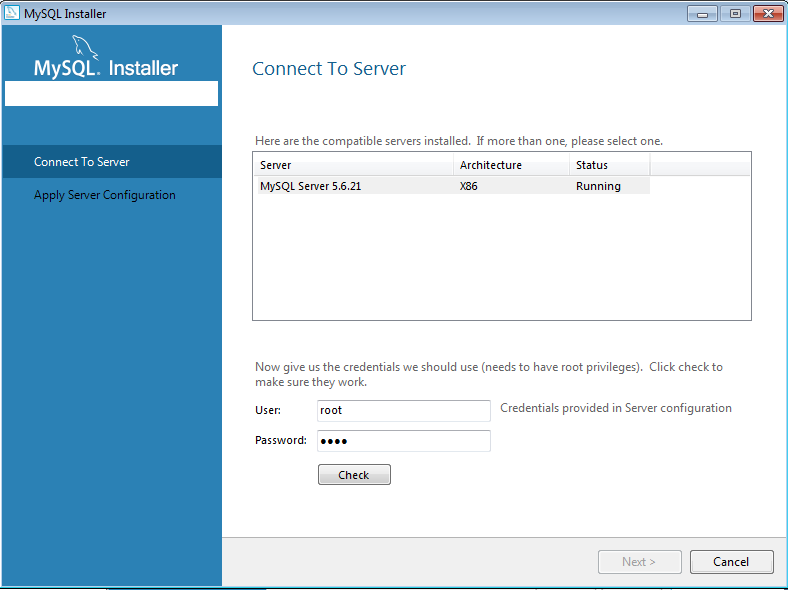 MySQL Installer
MySQL. Installer
Connect To Server
Apply Server Configuration
Connect To Server
Here are the compatible servers installed.  If more than one, please select one.
Server Architecture Status
MySQL Server 5.6.21 X86 Running
Now give us the credentials we should use (needs to have root privileges).  Click check to
make sure they work.
User: root Credentials provided in Server configuration
Password: ●●●●
Check
Next > Cancel